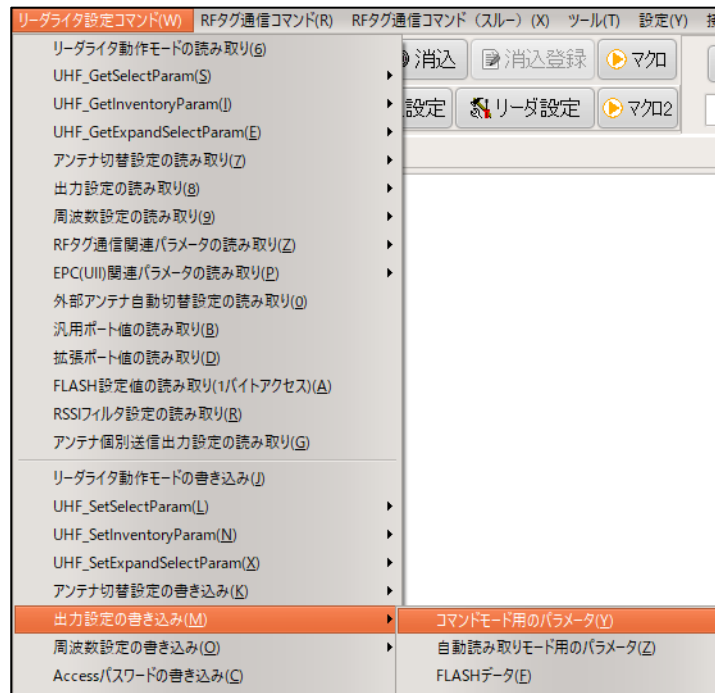 リーダライタ設定コマンド(W) RFタグ通信コマンド(R) RFタグ通信コマンド（スルー）(X) ツール(T) 設定(Y)
消込 消込登録 マクロ
設定 リーダ設定 マクロ2
リーダライタ動作モードの読み取り(6)
UHF_GetSelectParam(S)
UHF_GetInventoryParam(I)
UHF_GetExpandSelectParam(E)
アンテナ切替設定の読み取り(7)
出力設定の読み取り(8)
周波数設定の読み取り(9)
RFタグ通信関連パラメータの読み取り(Z)
EPC(UII)関連パラメータの読み取り(P)
外部アンテナ自動切替設定の読み取り(0)
汎用ポート値の読み取り(B)
拡張ポート値の読み取り(D)
FLASH設定値の読み取り(1バイトアクセス)(A)
RSSIフィルタ設定の読み取り(R)
アンテナ個別送信出力設定の読み取り(G)
リーダライタ動作モードの書き込み(J)
UHF_SetSelectParam(L)
UHF_SetInventoryParam(N)
UHF_SetExpandSelectParam(X)
アンテナ切替設定の書き込み(K)
出力設定の書き込み(M) コマンドモード用のパラメータ(Y)
周波数設定の書き込み(O) 自動読み取りモード用のパラメータ(Z)
Accessパスワードの書き込み(C) FLASHデータ(F)